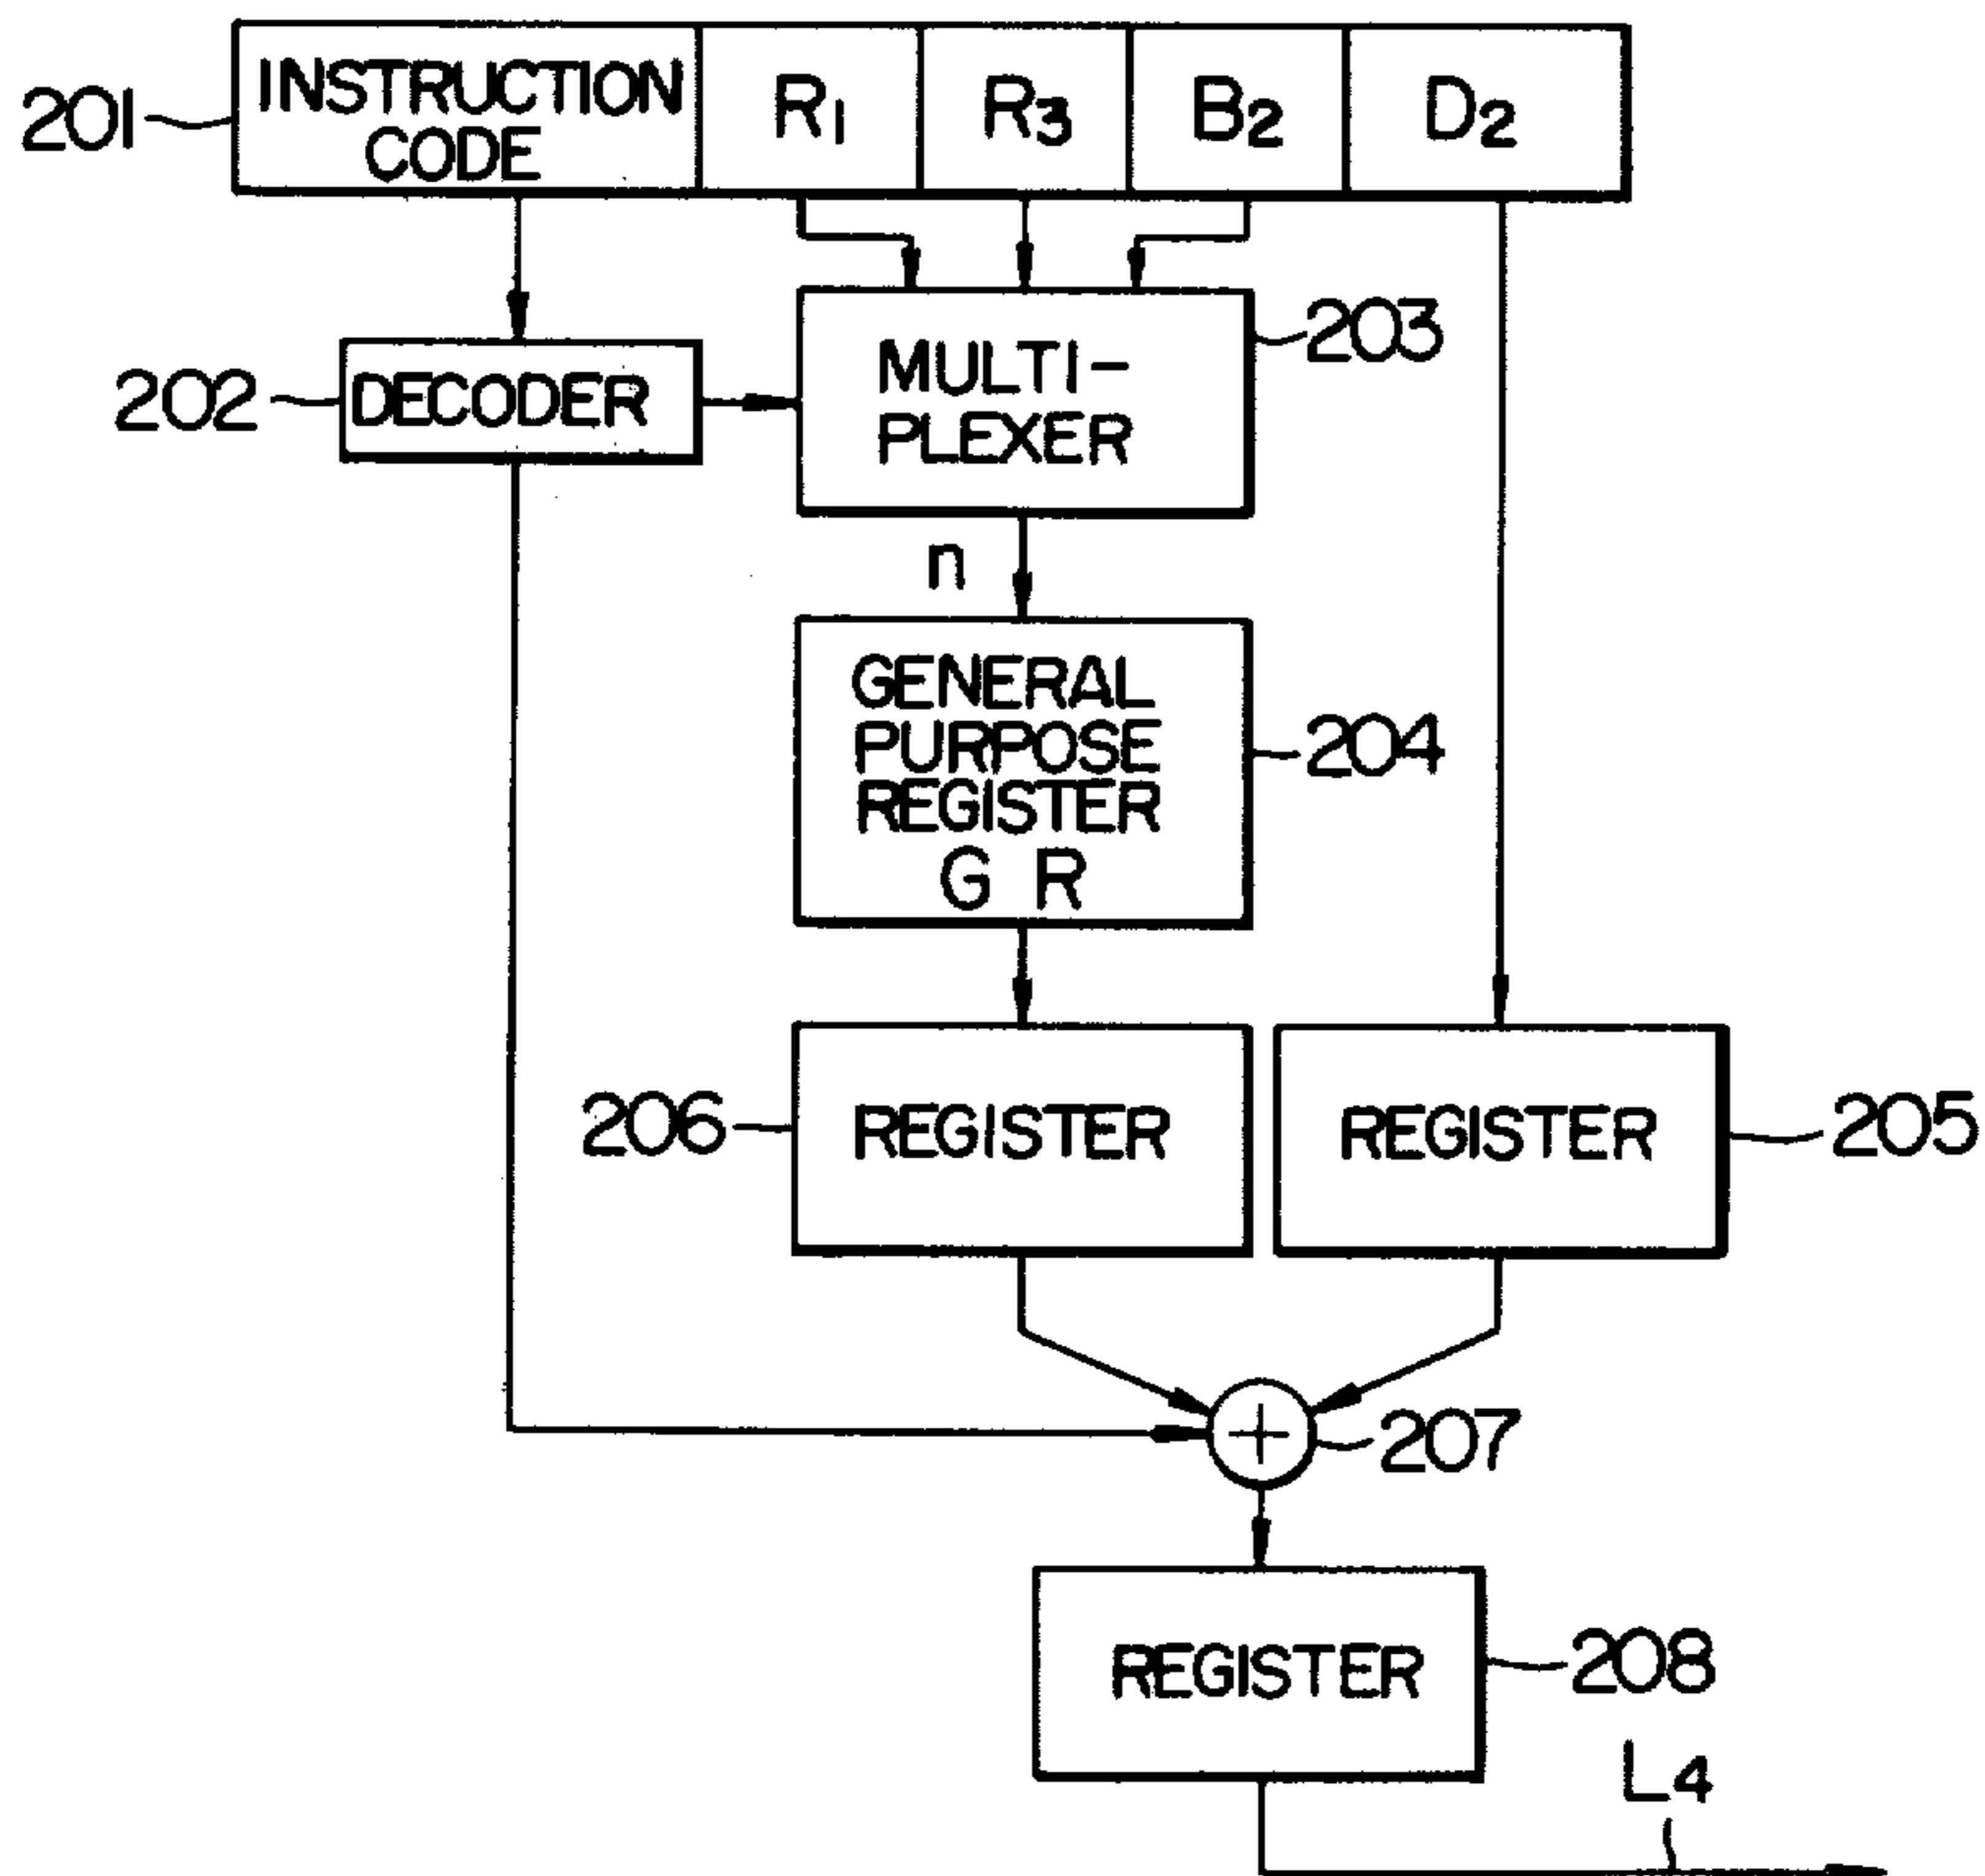 201
INSTRUCTION
CODE
R1
R3
B2
D2
202
DECODER
MULTI-
PLEXER
203
n
GENERAL
PURPOSE
REGISTER
G R
204
206
REGISTER
REGISTER
205
207
REGISTER
208
L4